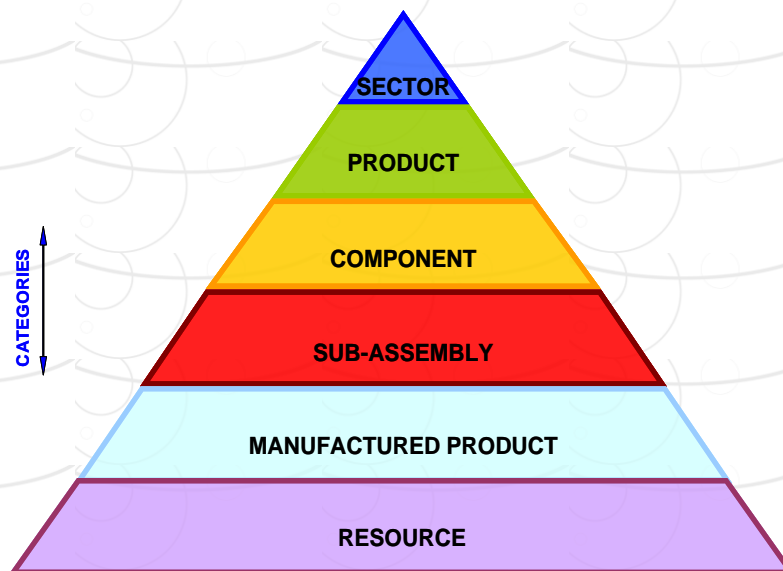 SECTOR
PRODUCT
COMPONENT
CATEGORIES
SUB-ASSEMBLY
MANUFACTURED PRODUCT
RESOURCE